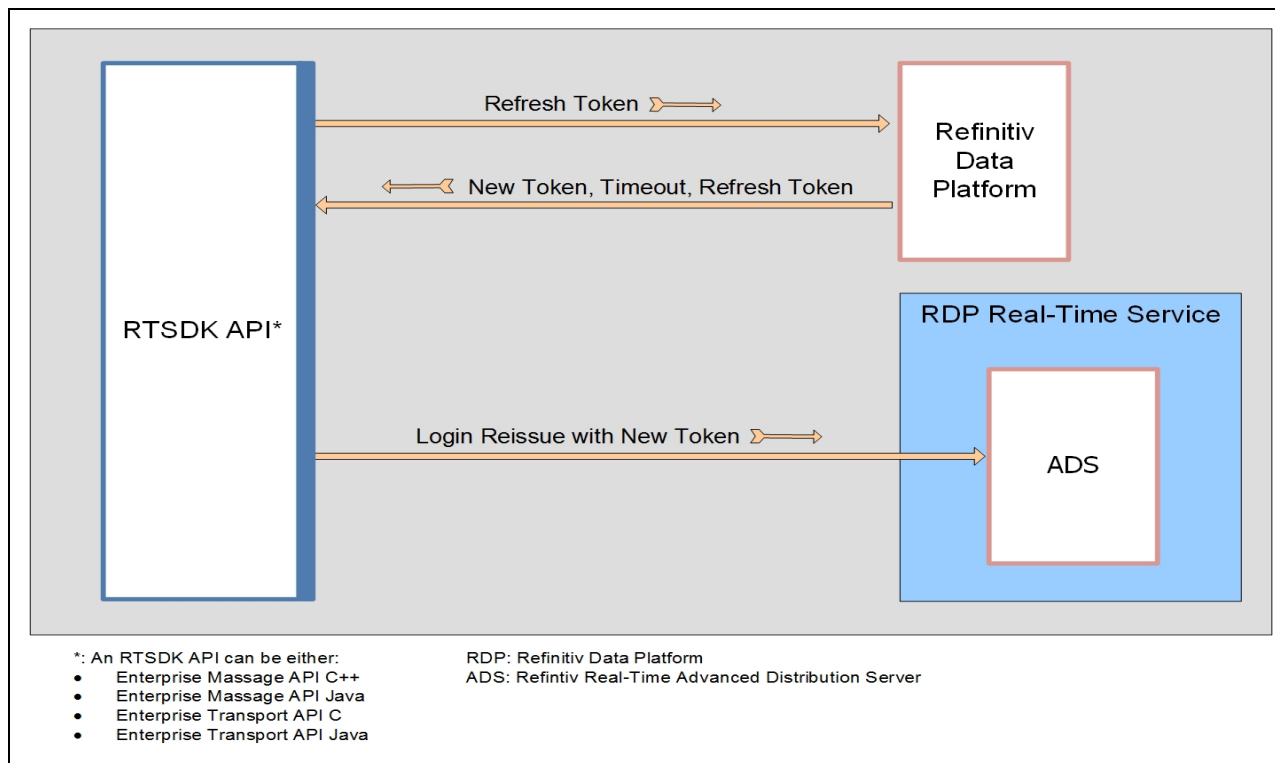 Refresh Token
Refinitiv
Data
Platform
New Token, Timeout, Refresh Token
RTSDK API*
RDP Real-Time Service
Login Reissue with New Token
ADS
*: An RTSDK API can be either:
● Enterprise Massage API C++
● Enterprise Massage API Java
● Enterprise Transport API C
● Enterprise Transport API Java
RDP: Refinitiv Data Platform
ADS: Refintiv Real-Time Advanced Distribution Server